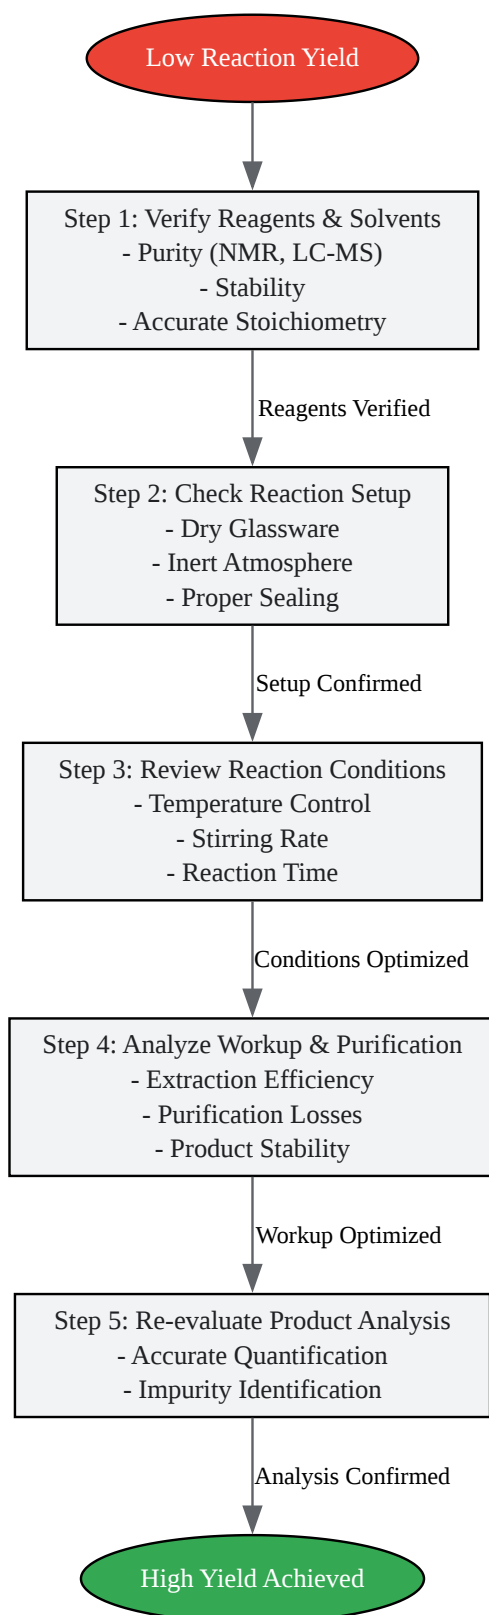 Low Reaction Yield
Step 1: Verify Reagents & Solvents
- Purity (NMR, LC-MS)
- Stability
- Accurate Stoichiometry
Reagents Verified
Step 2: Check Reaction Setup
- Dry Glassware
- Inert Atmosphere
- Proper Sealing
Setup Confirmed
Step 3: Review Reaction Conditions
- Temperature Control
- Stirring Rate
- Reaction Time
Conditions Optimized
Step 4: Analyze Workup & Purification
- Extraction Efficiency
- Purification Losses
- Product Stability
Workup Optimized
Step 5: Re-evaluate Product Analysis
- Accurate Quantification
- Impurity Identification
Analysis Confirmed
High Yield Achieved